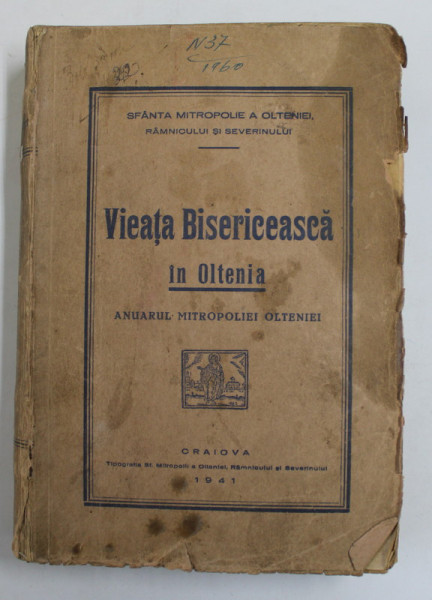 N37
1960
SFÂNTA MITROPOLIE A OLTENIEI,
RÂMNICULUI ȘI SEVERINULUI
Vieața Bisericească
în Oltenia
ANUARUL MITROPOLIEI OLTENIEI
CRAIOVA
Tipografia Sf. Mitropolii a Olteniei, Râmnicului și Severinului
1941